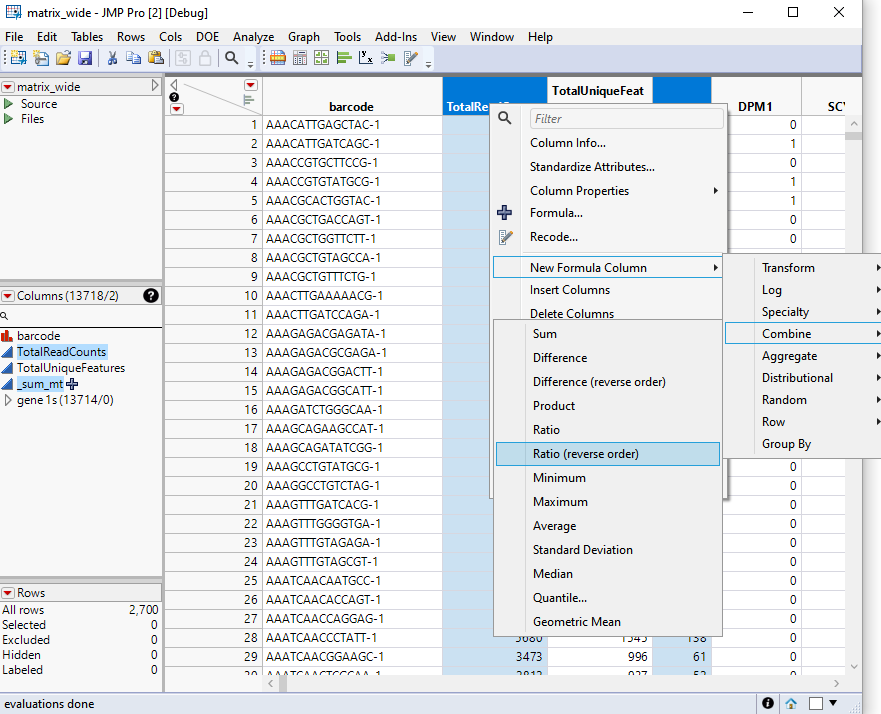 matrix_wide - JMP Pro [2] [Debug]
File Edit Tables Rows Cols DOE Analyze Graph Tools Add-Ins View Window Help
matrix_wide
Source
Files
Columns (13718/2)
barcode
TotalReadCounts
TotalUniqueFeatures
_sum_mt
gene 1s (13714/0)
Rows
All rows 2,700
Selected 0
Excluded 0
Hidden 0
Labeled 0
barcode TotalUniqueFeat DPM1
1 AAACATTGAGCTAC-1 0
2 AAACATTGATCAGC-1 1
3 AAACCGTGCTTCCG-1 0
4 AAACCGTGTATGCG-1 1
5 AAACGCACTGGTAC-1 1
6 AAACGCTGACCAGT-1 0
7 AAACGCTGGTTCTT-1 0
8 AAACGCTGTAGCCA-1
9 AAACGCTGTTTCTG-1
10 AAACTTGAAAAACG-1
11 AAACTTGATCCAGA-1
12 AAAGAGACGAGATA-1
13 AAAGAGACGCGAGA-1
14 AAAGAGACGGACTT-1
15 AAAGAGACGGCATT-1
16 AAAGATCTGGGCAA-1
17 AAAGCAGAAGCCAT-1
18 AAAGCAGATATCGG-1
19 AAAGCCTGTATGCG-1 0
20 AAAGGCCTGTCTAG-1 0
21 AAAGTTTGATCACG-1 0
22 AAAGTTTGGGGTGA-1 0
23 AAAGTTTGTAGAGA-1 0
24 AAAGTTTGTAGCGT-1 0
25 AAATCAACAATGCC-1 0
26 AAATCAACACCAGT-1 0
27 AAATCAACCAGGAG-1 0
28 AAATCAACCCTATT-1 5680 1545 138 0
29 AAATCAACGGAAGC-1 3473 996 61 0
Filter
Column Info...
Standardize Attributes...
Column Properties
Formula...
Recode...
New Formula Column
Insert Columns
Delete Columns
Transform
Log
Specialty
Combine
Aggregate
Distributional
Random
Row
Group By
Sum
Difference
Difference (reverse order)
Product
Ratio
Ratio (reverse order)
Minimum
Maximum
Average
Standard Deviation
Median
Quantile...
Geometric Mean
evaluations done